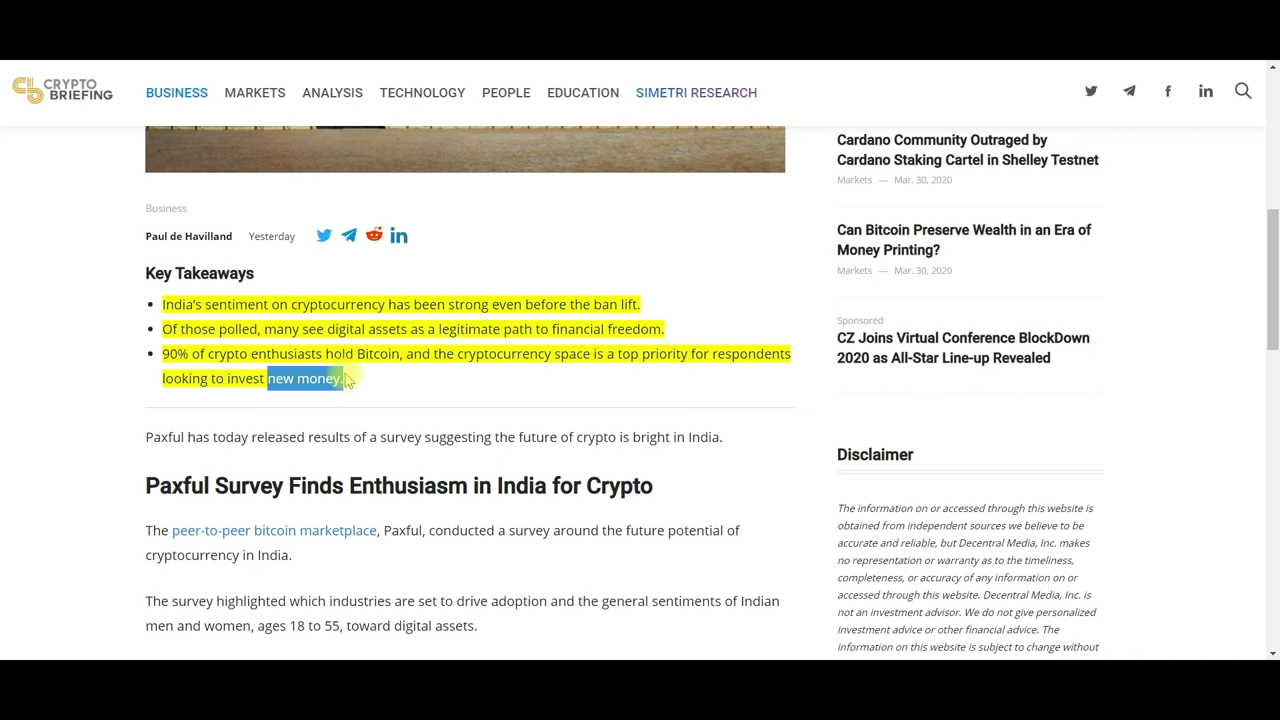 CRYPTO
BRIEFING
BUSINESS MARKETS ANALYSIS TECHNOLOGY PEOPLE EDUCATION SIMETRI RESEARCH
Business
Paul de Havilland Yesterday
Key Takeaways
India's sentiment on cryptocurrency has been strong even before the ban lift.
Of those polled, many see digital assets as a legitimate path to financial freedom.
90% of crypto enthusiasts hold Bitcoin, and the cryptocurrency space is a top priority for respondents
looking to invest new money.
Paxful has today released results of a survey suggesting the future of crypto is bright in India.
Paxful Survey Finds Enthusiasm in India for Crypto
The peer-to-peer bitcoin marketplace, Paxful, conducted a survey around the future potential of
cryptocurrency in India.
The survey highlighted which industries are set to drive adoption and the general sentiments of Indian
men and women, ages 18 to 55, toward digital assets.
Cardano Community Outraged by
Cardano Staking Cartel in Shelley Testnet
Markets — Mar. 30, 2020
Can Bitcoin Preserve Wealth in an Era of
Money Printing?
Markets — Mar. 30, 2020
Sponsored
CZ Joins Virtual Conference BlockDown
2020 as All-Star Line-up Revealed
Disclaimer
The information on or accessed through this website is
obtained from independent sources we believe to be
accurate and reliable, but Decentral Media, Inc. makes
no representation or warranty as to the timeliness,
completeness, or accuracy of any information on or
accessed through this website. Decentral Media, Inc. is
not an investment advisor. We do not give personalized
investment advice or other financial advice. The
information on this website is subject to change without